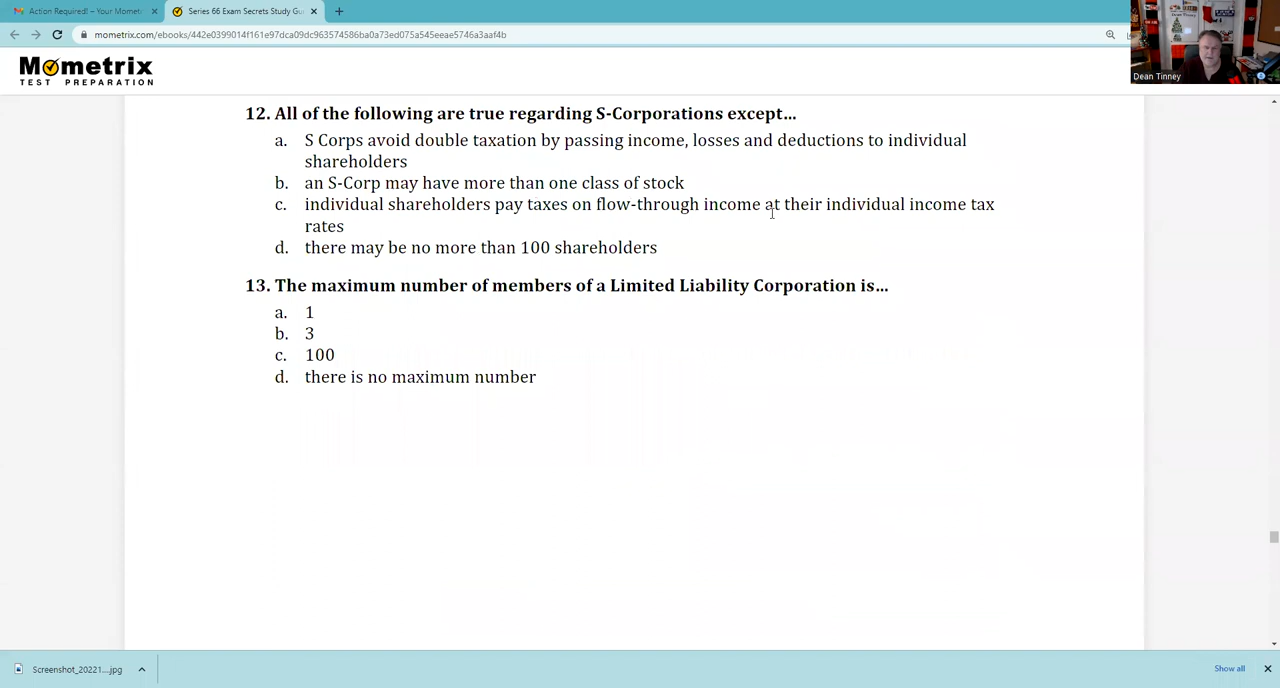 Action Required! – Your Momet
Series 66 Exam Secrets Study Gu
mometrix.com/ebooks/442e0399014f161e97dca09dc963574586ba0a73ed075a545eeae5746a3aaf4b
Mometrix
TEST PREPARATION
Dean Tinney
12. All of the following are true regarding S-Corporations except...
a. S Corps avoid double taxation by passing income, losses and deductions to individual
shareholders
b. an S-Corp may have more than one class of stock
c. individual shareholders pay taxes on flow-through income at their individual income tax
rates
d. there may be no more than 100 shareholders
13. The maximum number of members of a Limited Liability Corporation is...
a. 1
b. 3
c. 100
d. there is no maximum number
Screenshot_20221....jpg
Show all